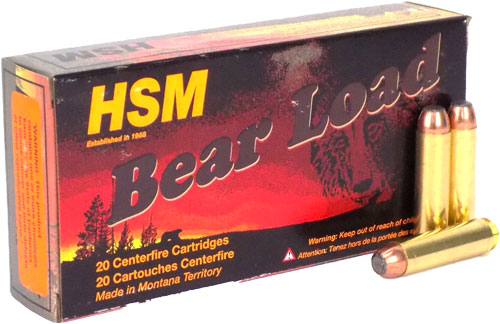 HSM
Established in 1968
Bear Load
20 Centerfire Cartridges
20 Cartouches Centerfire
Made in Montana Territory
Warning: Keep out of reach of
Attention: Tenez hors de la portée des